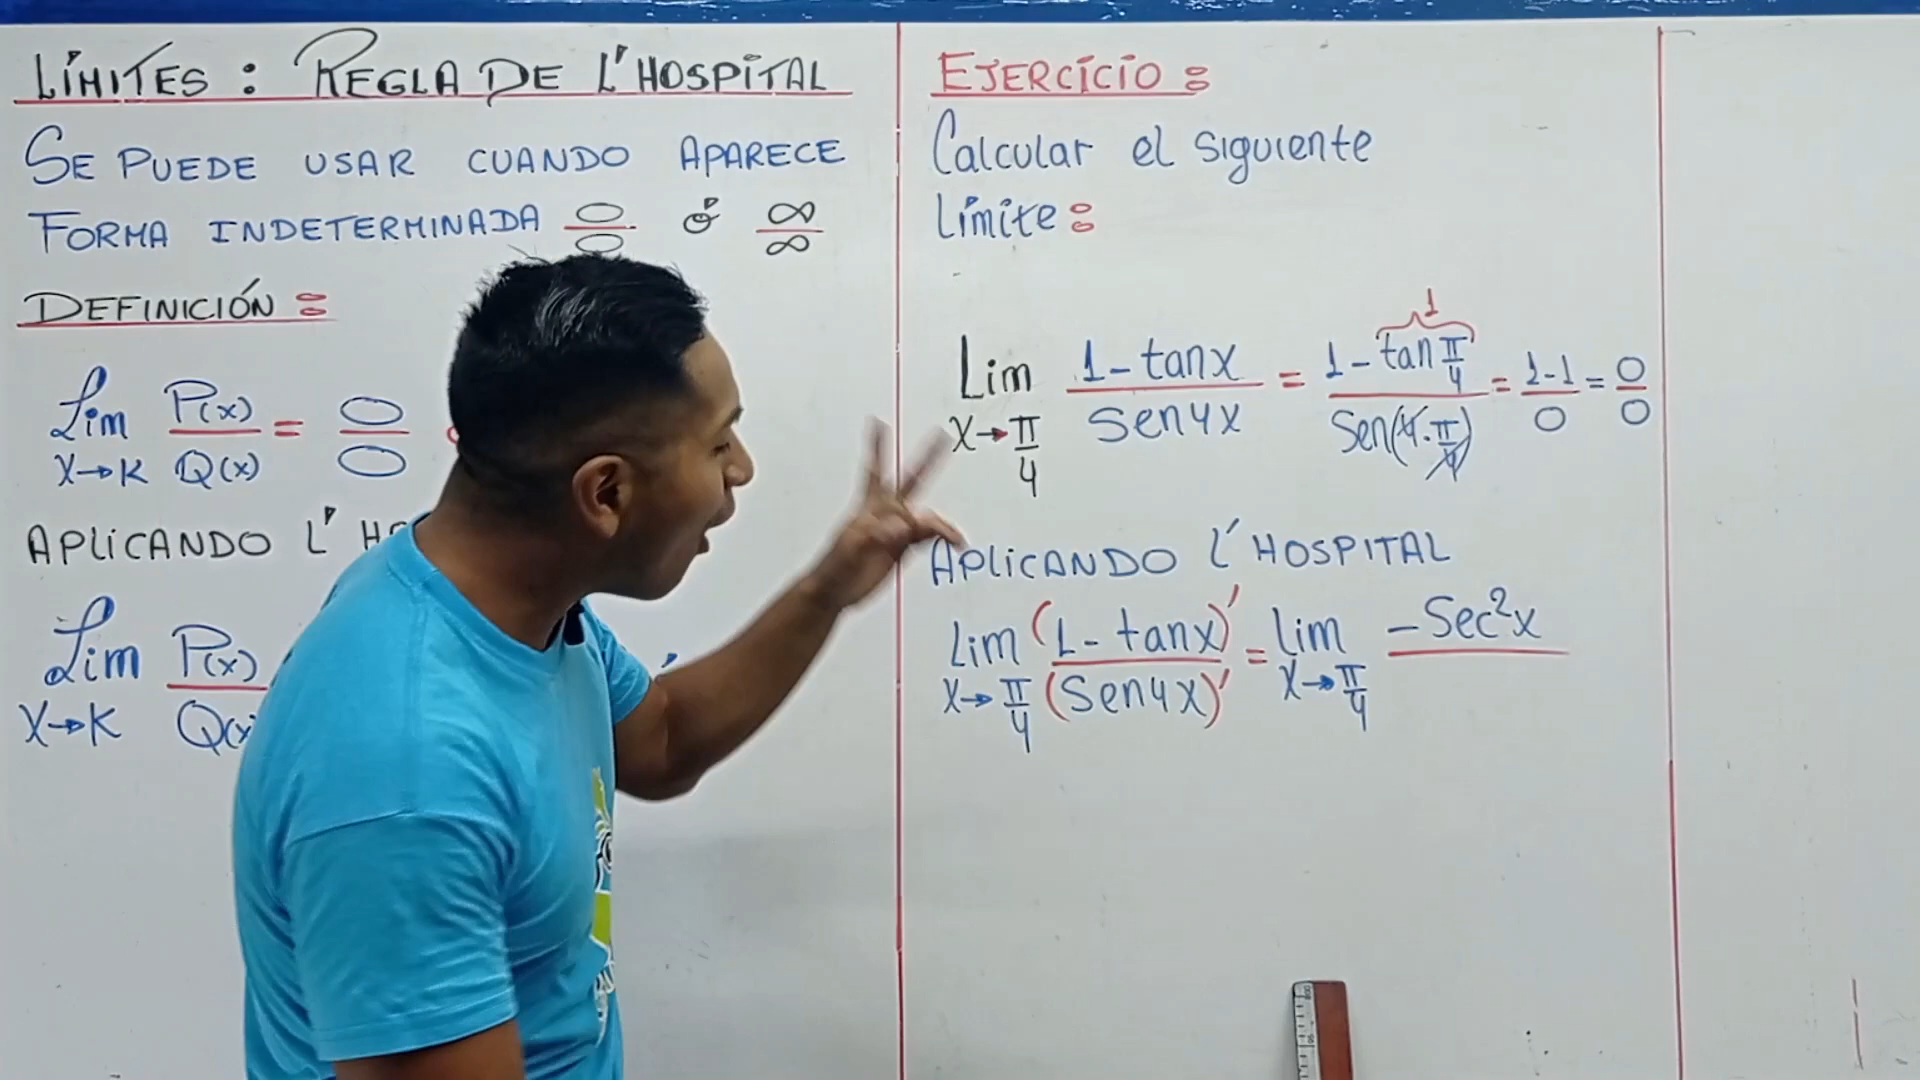 LÍMITES : REGLA DE L'HOSPITAL
SE PUEDE USAR CUANDO APARECE
FORMA INDETERMINADA 0/0 ó ∞/∞
DEFINICIÓN :
Lim x→K P(x)/Q(x) = 0/0
APLICANDO L'
Lim x→K P(x)
EJERCICIO :
Calcular el siguiente
Límite :
Lim x→π/4 (1 - tanx)/(Sen4x) = (1 - tan π/4)/(Sen(4·π/4)) = (1-1)/0 = 0/0
1
APLICANDO L'HOSPITAL
Lim x→π/4 (1 - tanx)'/(Sen4x)' = Lim x→π/4 -Sec²x